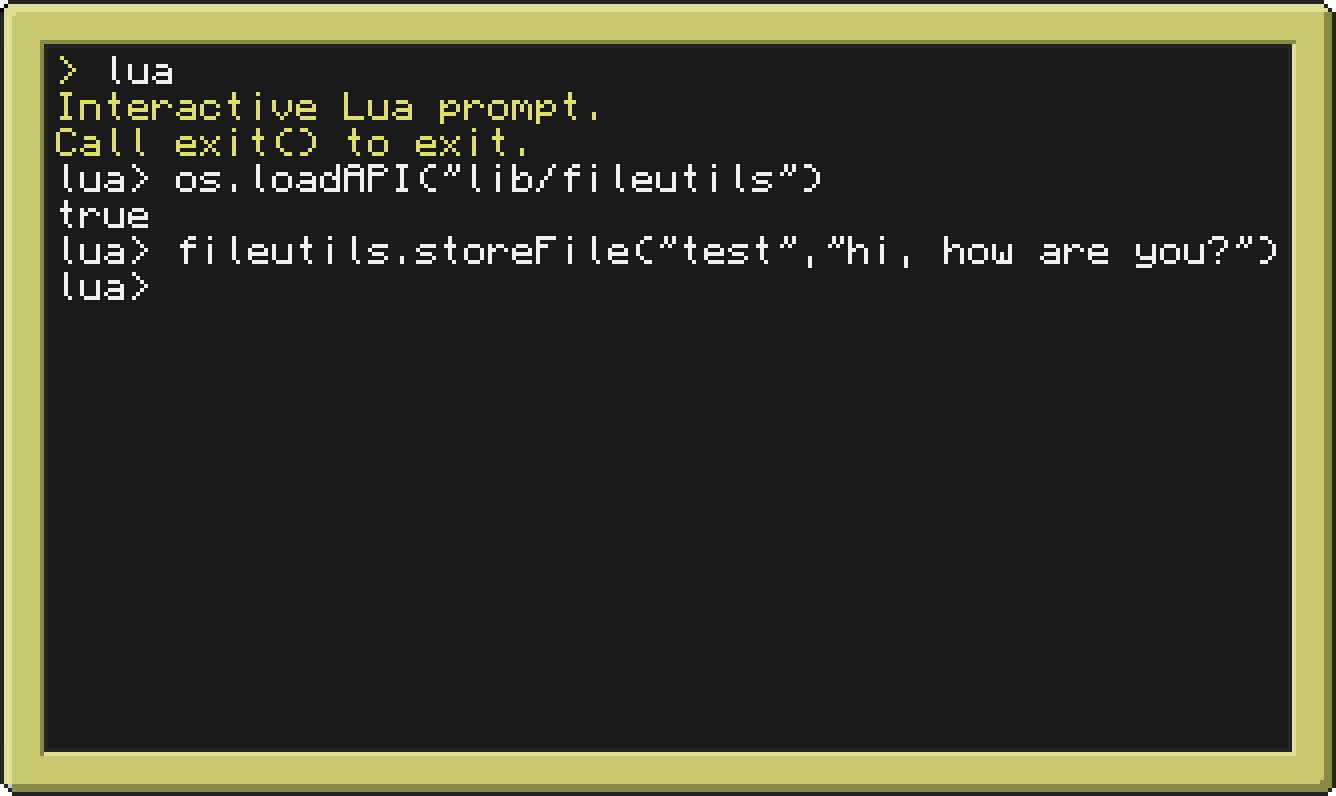 > lua
Interactive Lua prompt.
Call exit() to exit.
lua> os.loadAPI("lib/fileutils")
true
lua> fileutils.storeFile("test","hi, how are you?")
lua>